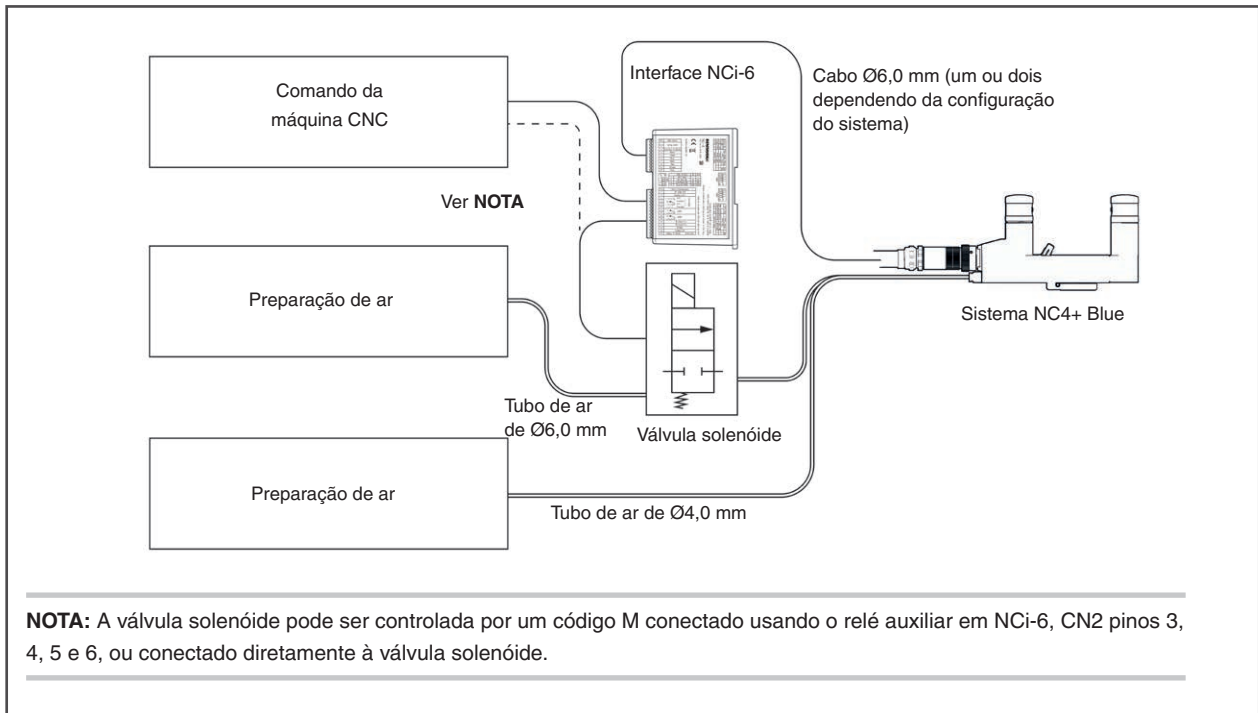 Comando da
máquina CNC
Interface NCi-6
Cabo Ø6,0 mm (um ou dois
dependendo da configuração
do sistema)
Ver NOTA
Preparação de ar
Sistema NC4+ Blue
Tubo de ar
de Ø6,0 mm
Válvula solenóide
Preparação de ar
Tubo de ar de Ø4,0 mm
NOTA: A válvula solenóide pode ser controlada por um código M conectado usando o relé auxiliar em NCi-6, CN2 pinos 3,
4, 5 e 6, ou conectado diretamente à válvula solenóide.